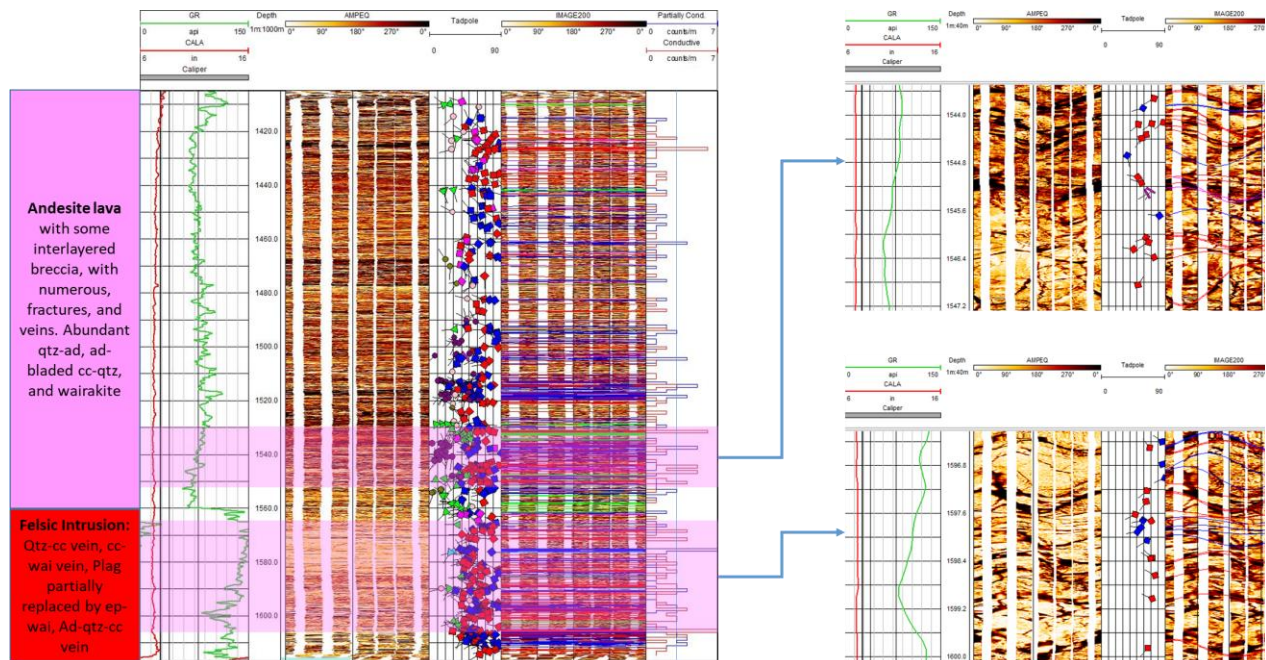 GR
Depth
AMPEQ
Tadpole
IMAGE200
Partially Cond.
0 api 150
1m:1000m
0° 90° 180° 270° 0°
0° 90° 180° 270° 0°
0 counts/m 7
CALA
0 90
Conductive
6 in 16
0 counts/m 7
Caliper
Andesite lava
with some
interlayered
breccia, with
numerous,
fractures, and
veins. Abundant
qtz-ad, ad-
bladed cc-qtz,
and wairakite
Felsic Intrusion:
Qtz-cc vein, cc-
wai vein, Plag
partially
replaced by ep-
wai, Ad-qtz-cc
vein
1420.0
1440.0
1460.0
1480.0
1500.0
1520.0
1540.0
1560.0
1580.0
1600.0
GR
Depth
AMPEQ
Tadpole
IMAGE200
0 api 150
1m:40m
0° 90° 180° 270° 0°
0° 90° 180° 270°
CALA
0 90
6 in 16
Caliper
1544.0
1544.8
1545.6
1546.4
1547.2
GR
Depth
AMPEQ
Tadpole
IMAGE200
0 api 150
1m:40m
0° 90° 180° 270° 0°
0° 90° 180° 270°
CALA
0 90
6 in 16
Caliper
1596.8
1597.6
1598.4
1599.2
1600.0